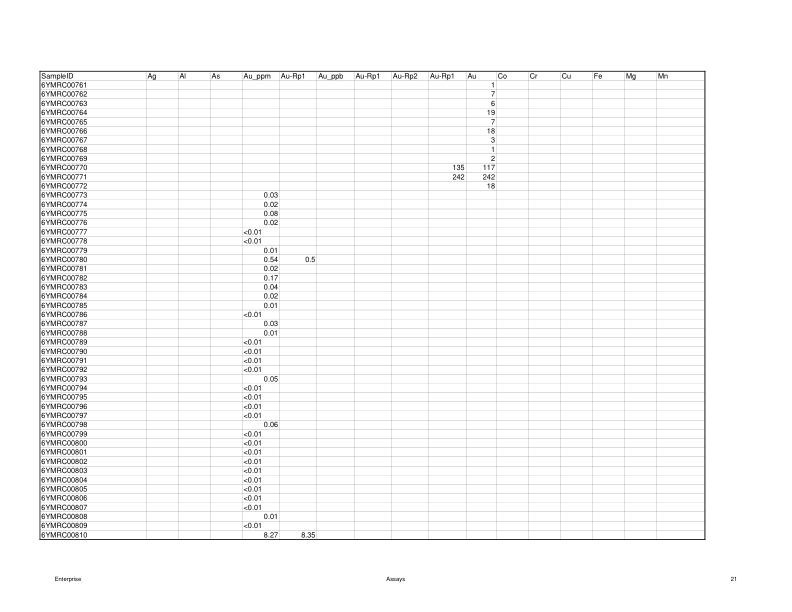 SampleID Ag Al As Au_ppm Au-Rp1 Au_ppb Au-Rp1 Au-Rp2 Au-Rp1 Au Co Cr Cu Fe Mg Mn
6YMRC00761 1
6YMRC00762 7
6YMRC00763 6
6YMRC00764 19
6YMRC00765 7
6YMRC00766 18
6YMRC00767 3
6YMRC00768 1
6YMRC00769 2
6YMRC00770 135 117
6YMRC00771 242 242
6YMRC00772 18
6YMRC00773 0.03
6YMRC00774 0.02
6YMRC00775 0.08
6YMRC00776 0.02
6YMRC00777 <0.01
6YMRC00778 <0.01
6YMRC00779 0.01
6YMRC00780 0.54 0.5
6YMRC00781 0.02
6YMRC00782 0.17
6YMRC00783 0.04
6YMRC00784 0.02
6YMRC00785 0.01
6YMRC00786 <0.01
6YMRC00787 0.03
6YMRC00788 0.01
6YMRC00789 <0.01
6YMRC00790 <0.01
6YMRC00791 <0.01
6YMRC00792 <0.01
6YMRC00793 0.05
6YMRC00794 <0.01
6YMRC00795 <0.01
6YMRC00796 <0.01
6YMRC00797 <0.01
6YMRC00798 0.06
6YMRC00799 <0.01
6YMRC00800 <0.01
6YMRC00801 <0.01
6YMRC00802 <0.01
6YMRC00803 <0.01
6YMRC00804 <0.01
6YMRC00805 <0.01
6YMRC00806 <0.01
6YMRC00807 <0.01
6YMRC00808 0.01
6YMRC00809 <0.01
6YMRC00810 8.27 8.35
Enterprise Assays 21